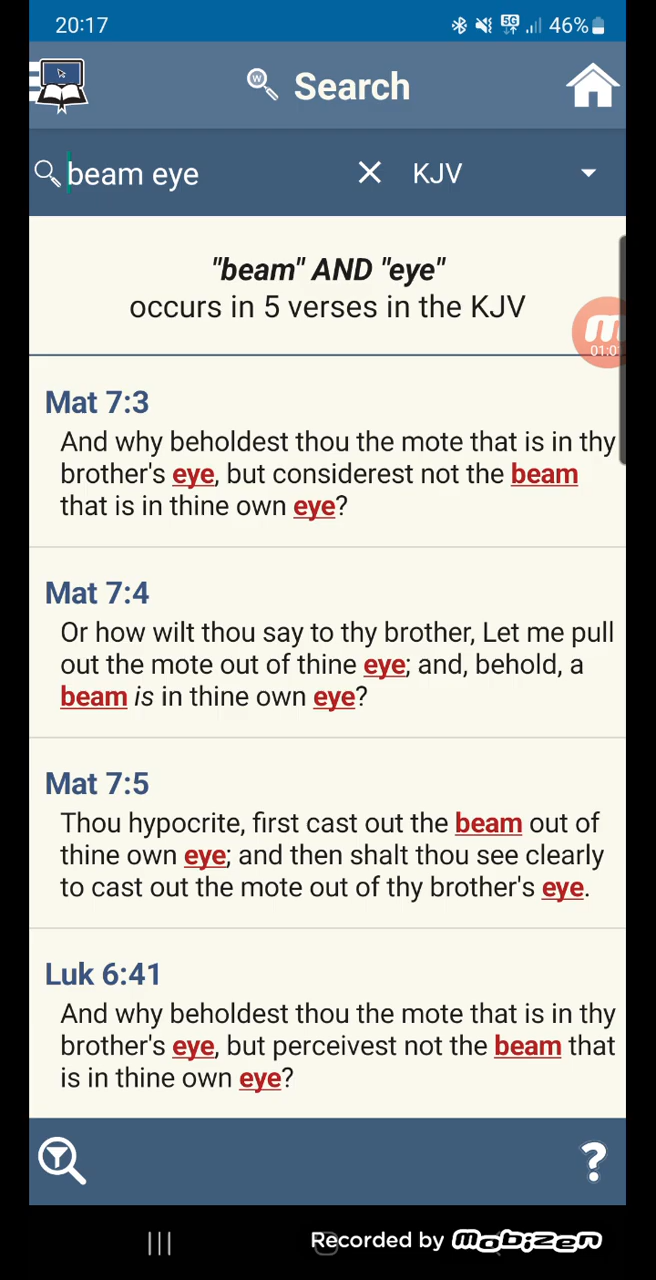 20:17 5G 46%
W Search
beam eye KJV
"beam" AND "eye"
occurs in 5 verses in the KJV
01:0
Mat 7:3
And why beholdest thou the mote that is in thy
brother's eye, but considerest not the beam
that is in thine own eye?
Mat 7:4
Or how wilt thou say to thy brother, Let me pull
out the mote out of thine eye; and, behold, a
beam is in thine own eye?
Mat 7:5
Thou hypocrite, first cast out the beam out of
thine own eye; and then shalt thou see clearly
to cast out the mote out of thy brother's eye.
Luk 6:41
And why beholdest thou the mote that is in thy
brother's eye, but perceivest not the beam that
is in thine own eye?
?
Recorded by mobizen